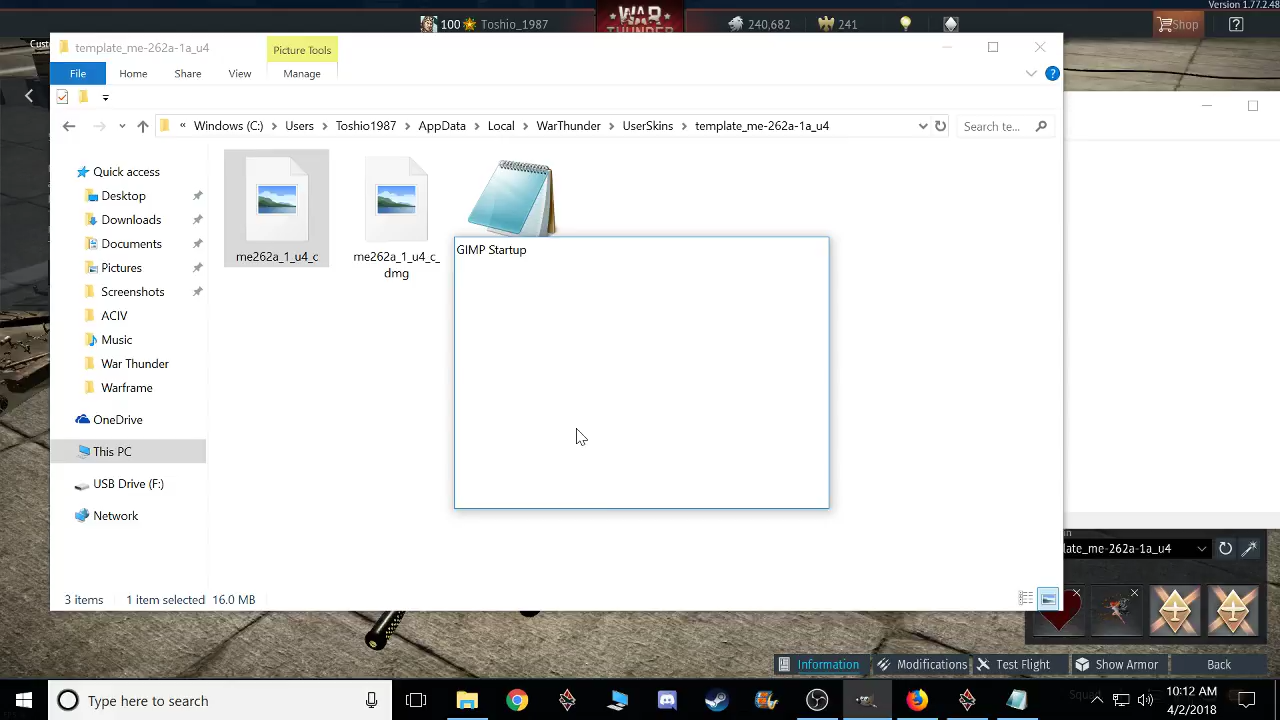 Version 1.77.2.48
100 Toshio_1987
WAR
THUNDER
240,682
241
Shop
template_me-262a-1a_u4
Picture Tools
File
Home
Share
View
Manage
« Windows (C:) › Users › Toshio1987 › AppData › Local › WarThunder › UserSkins › template_me-262a-1a_u4
Search te...
Quick access
Desktop
Downloads
Documents
Pictures
Screenshots
ACIV
Music
War Thunder
Warframe
OneDrive
This PC
USB Drive (F:)
Network
me262a_1_u4_c
me262a_1_u4_c_
dmg
GIMP Startup
3 items
1 item selected 16.0 MB
late_me-262a-1a_u4
Information
Modifications
Test Flight
Show Armor
Back
Type here to search
Squad
10:12 AM
4/2/2018